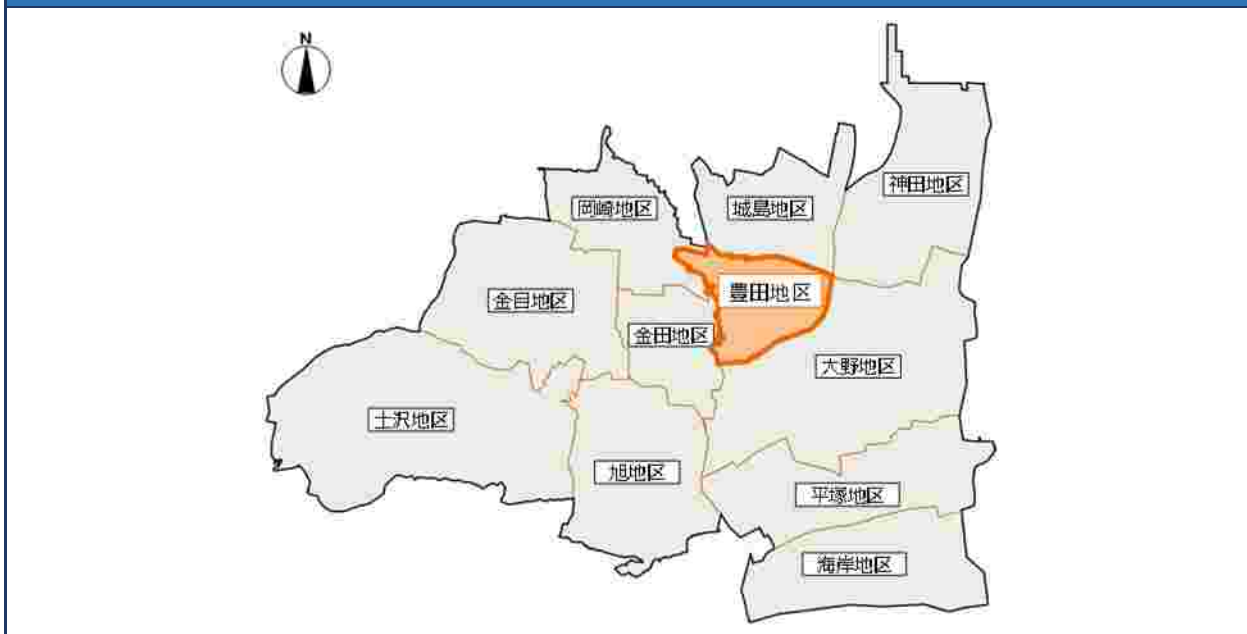 N
神田地区
岡崎地区
城島地区
豊田地区
金目地区
金田地区
大野地区
土沢地区
旭地区
平塚地区
海岸地区